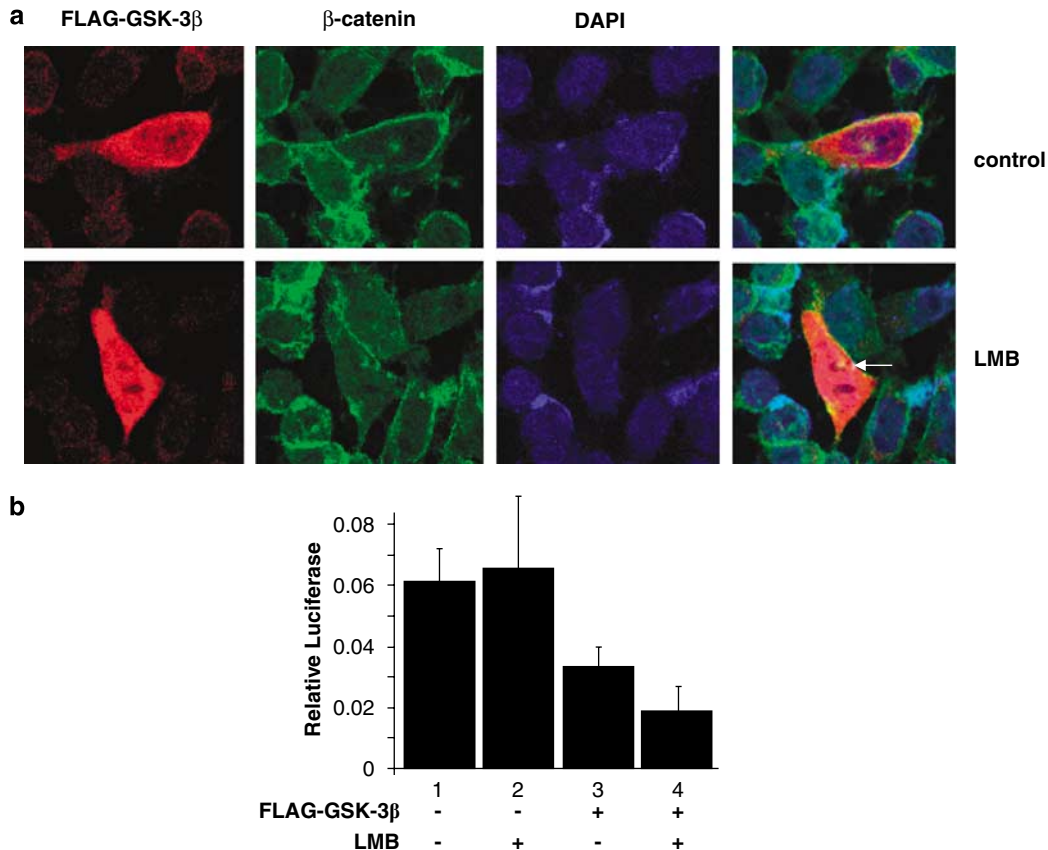 a
FLAG-GSK-3β β-catenin DAPI
control
LMB
b
Relative Luciferase
0.08
0.06
0.04
0.02
0
1 2 3 4
FLAG-GSK-3β - - + +
LMB - + - +